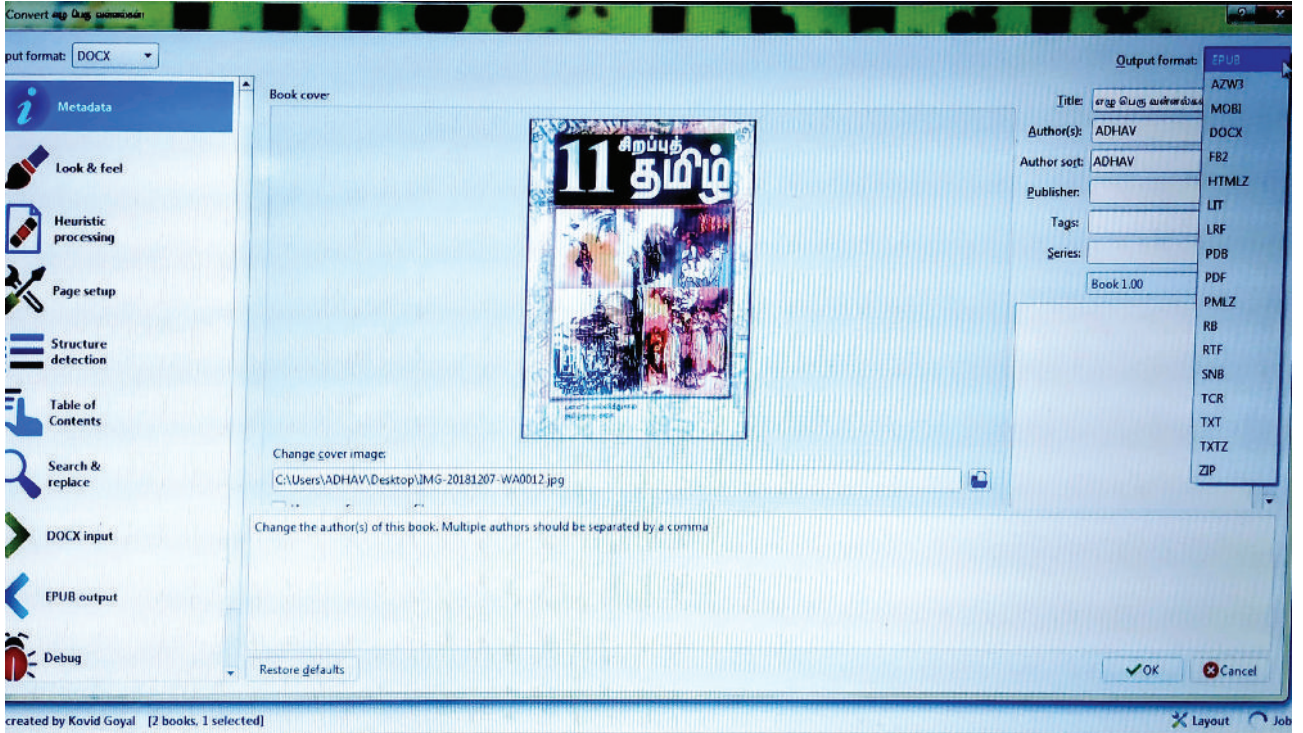 Convert எழு பெரு வள்ளல்கள்
put format: DOCX
Output format: EPUB
AZW3
MOBI
DOCX
FB2
HTMLZ
LIT
LRF
PDB
PDF
PMLZ
RB
RTF
SNB
TCR
TXT
TXTZ
ZIP
Metadata
Look & feel
Heuristic
processing
Page setup
Structure
detection
Table of
Contents
Search &
replace
DOCX input
EPUB output
Debug
Book cover
11 சிறப்புத்
தமிழ்
Title: எழு பெரு வள்ளல்கள்
Author(s): ADHAV
Author sort: ADHAV
Publisher:
Tags:
Series:
Book 1.00
Change cover image:
C:\Users\ADHAV\Desktop\IMG-20181207-WA0012.jpg
Change the author(s) of this book. Multiple authors should be separated by a comma
Restore defaults
OK
Cancel
created by Kovid Goyal [2 books, 1 selected]
Layout
Job